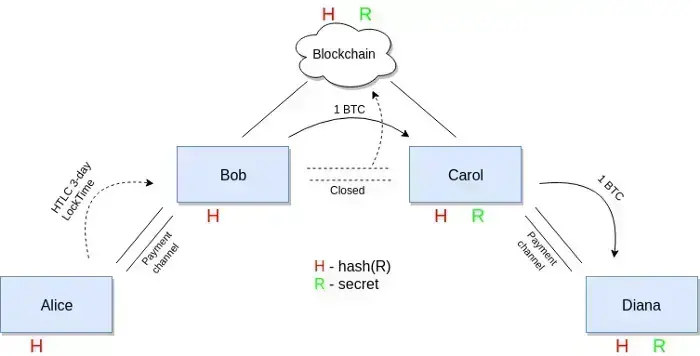 H R
Blockchain
1 BTC
Bob
Carol
Closed
HTLC 3-day
LockTime
1 BTC
H
H R
Payment
channel
Payment
channel
H - hash(R)
R - secret
Alice
Diana
H
H R